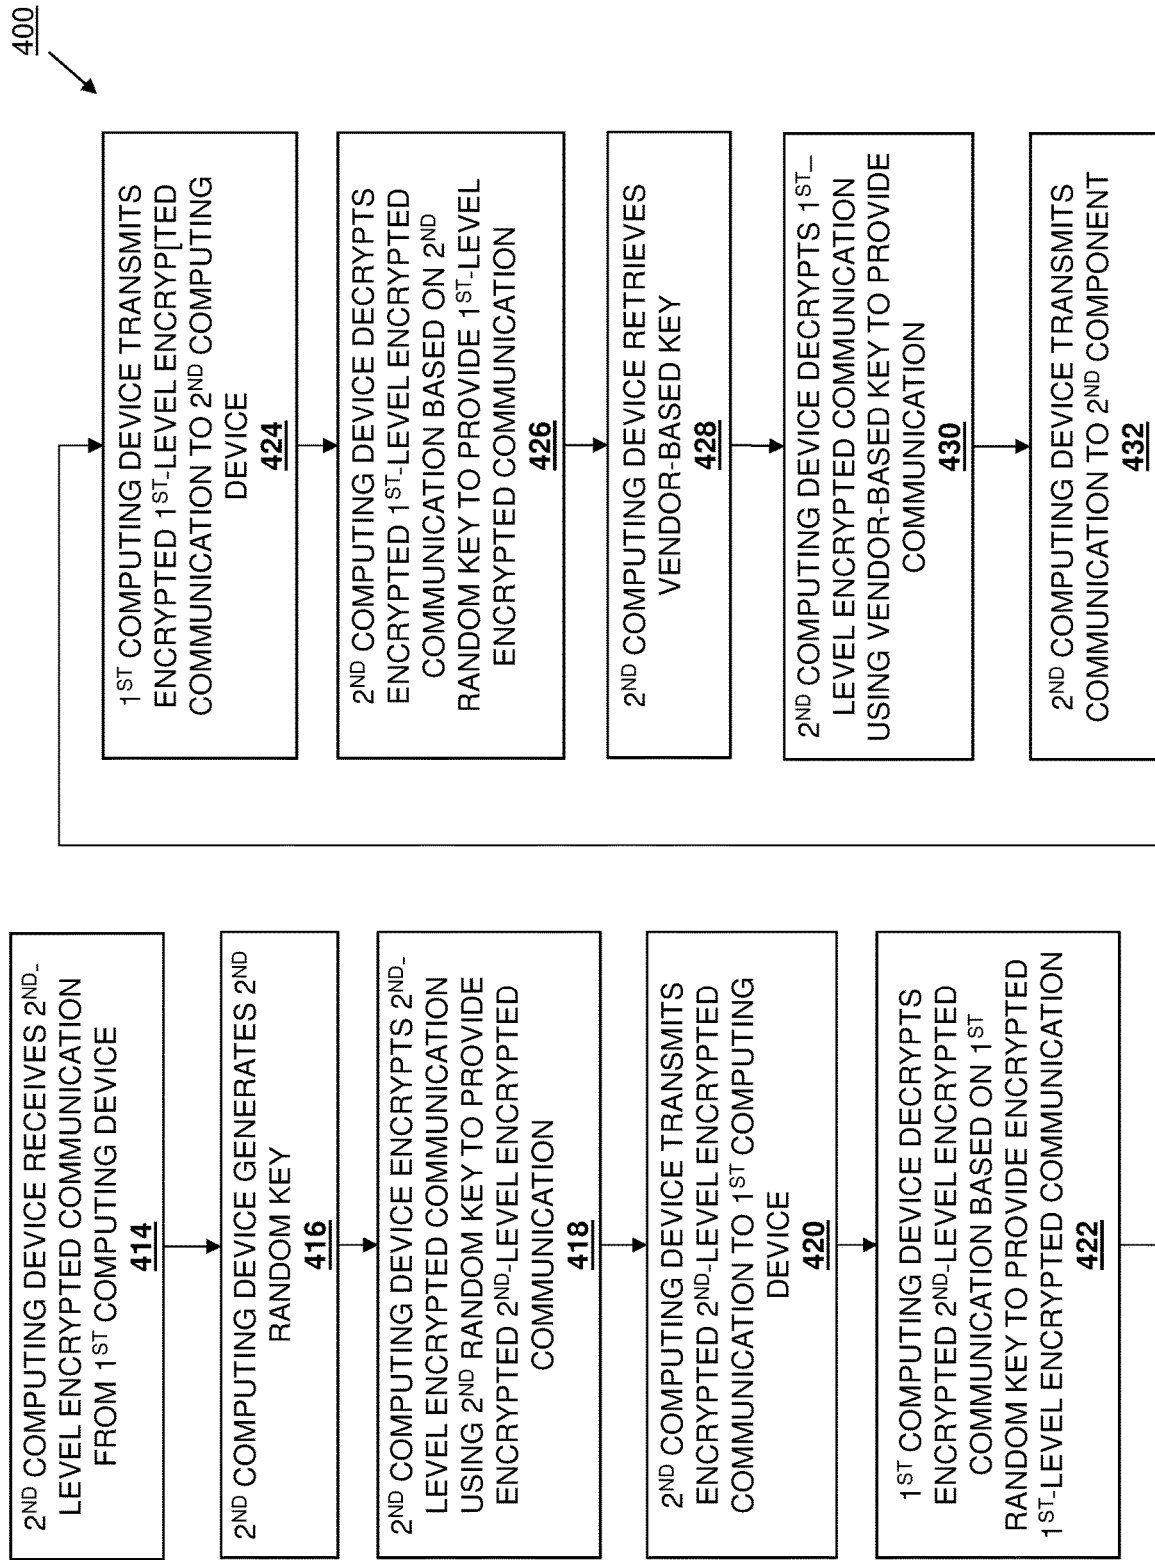 400
2ND COMPUTING DEVICE RECEIVES 2ND-
LEVEL ENCRYPTED COMMUNICATION
FROM 1ST COMPUTING DEVICE
414
2ND COMPUTING DEVICE GENERATES 2ND
RANDOM KEY
416
2ND COMPUTING DEVICE ENCRYPTS 2ND-
LEVEL ENCRYPTED COMMUNICATION
USING 2ND RANDOM KEY TO PROVIDE
ENCRYPTED 2ND-LEVEL ENCRYPTED
COMMUNICATION
418
2ND COMPUTING DEVICE TRANSMITS
ENCRYPTED 2ND-LEVEL ENCRYPTED
COMMUNICATION TO 1ST COMPUTING
DEVICE
420
1ST COMPUTING DEVICE DECRYPTS
ENCRYPTED 2ND-LEVEL ENCRYPTED
COMMUNICATION BASED ON 1ST
RANDOM KEY TO PROVIDE ENCRYPTED
1ST-LEVEL ENCRYPTED COMMUNICATION
422
1ST COMPUTING DEVICE TRANSMITS
ENCRYPTED 1ST-LEVEL ENCRYP[TED
COMMUNICATION TO 2ND COMPUTING
DEVICE
424
2ND COMPUTING DEVICE DECRYPTS
ENCRYPTED 1ST-LEVEL ENCRYPTED
COMMUNICATION BASED ON 2ND
RANDOM KEY TO PROVIDE 1ST-LEVEL
ENCRYPTED COMMUNICATION
426
2ND COMPUTING DEVICE RETRIEVES
VENDOR-BASED KEY
428
2ND COMPUTING DEVICE DECRYPTS 1ST-
LEVEL ENCRYPTED COMMUNICATION
USING VENDOR-BASED KEY TO PROVIDE
COMMUNICATION
430
2ND COMPUTING DEVICE TRANSMITS
COMMUNICATION TO 2ND COMPONENT
432